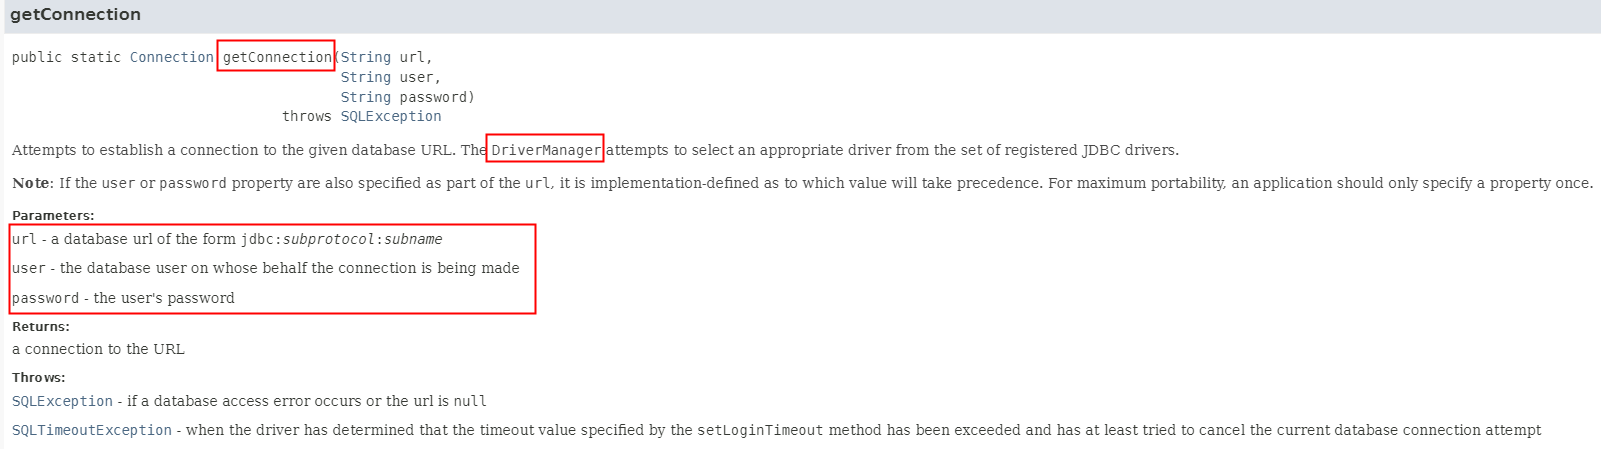 getConnection
public static Connection getConnection(String url,
String user,
String password)
throws SQLException
Attempts to establish a connection to the given database URL. The DriverManager attempts to select an appropriate driver from the set of registered JDBC drivers.
Note: If the user or password property are also specified as part of the url, it is implementation-defined as to which value will take precedence. For maximum portability, an application should only specify a property once.
Parameters:
url - a database url of the form jdbc:subprotocol:subname
user - the database user on whose behalf the connection is being made
password - the user's password
Returns:
a connection to the URL
Throws:
SQLException - if a database access error occurs or the url is null
SQLTimeoutException - when the driver has determined that the timeout value specified by the setLoginTimeout method has been exceeded and has at least tried to cancel the current database connection attempt